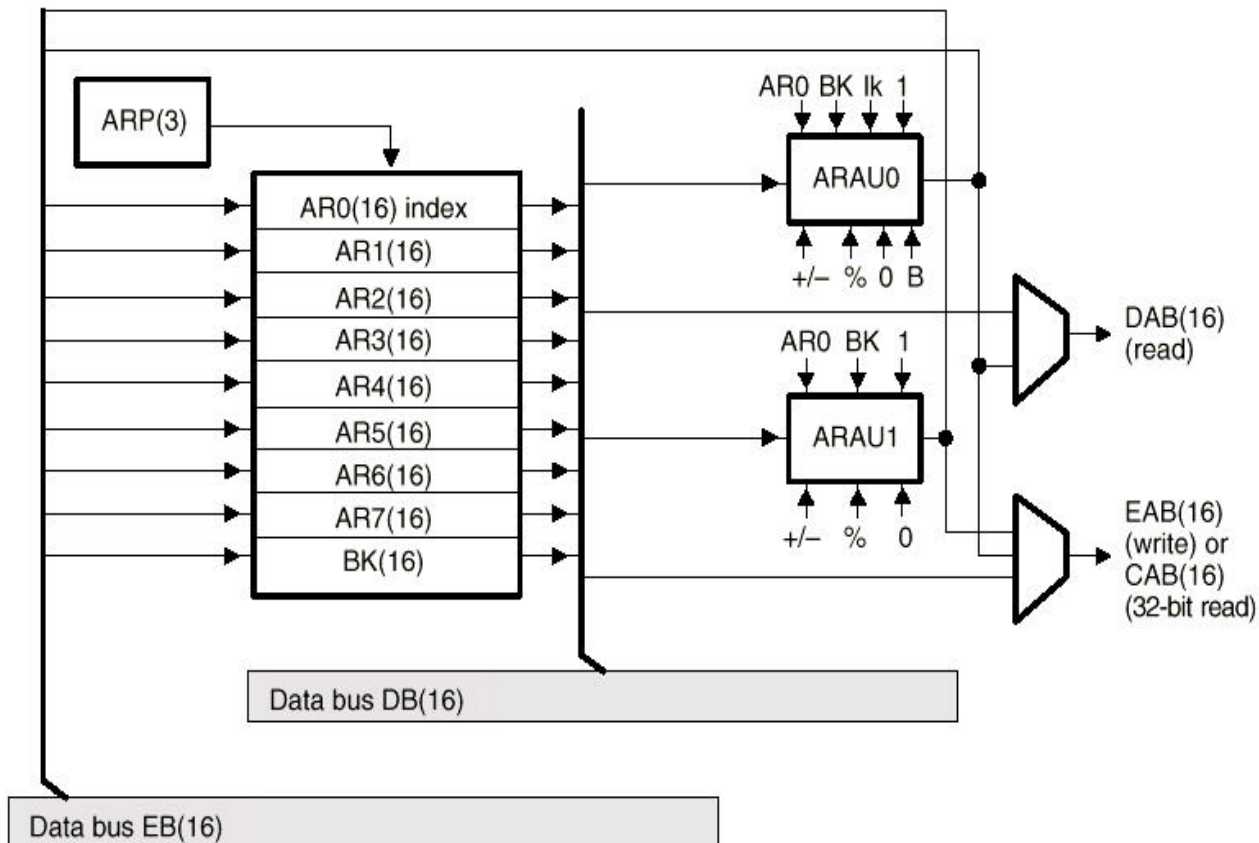 ARP(3)
AR0(16) index
AR1(16)
AR2(16)
AR3(16)
AR4(16)
AR5(16)
AR6(16)
AR7(16)
BK(16)
AR0 BK lk 1
ARAU0
+/– % 0 B
AR0 BK 1
ARAU1
+/– % 0
DAB(16)
(read)
EAB(16)
(write) or
CAB(16)
(32-bit read)
Data bus DB(16)
Data bus EB(16)